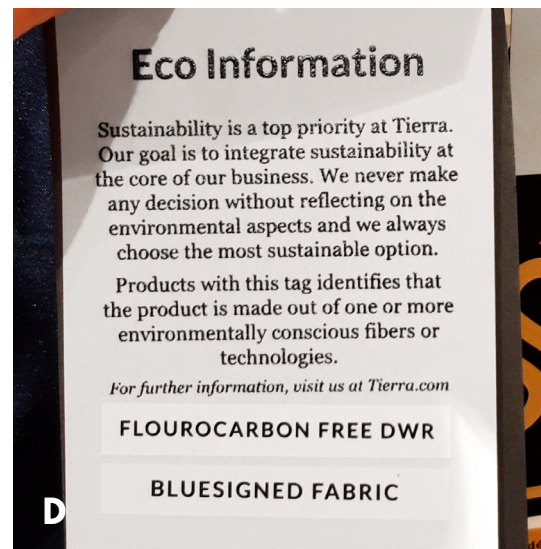 Eco Information
Sustainability is a top priority at Tierra.
Our goal is to integrate sustainability at
the core of our business. We never make
any decision without reflecting on the
environmental aspects and we always
choose the most sustainable option.
Products with this tag identifies that
the product is made out of one or more
environmentally conscious fibers or
technologies.
For further information, visit us at Tierra.com
FLOUROCARBON FREE DWR
BLUESIGNED FABRIC
D